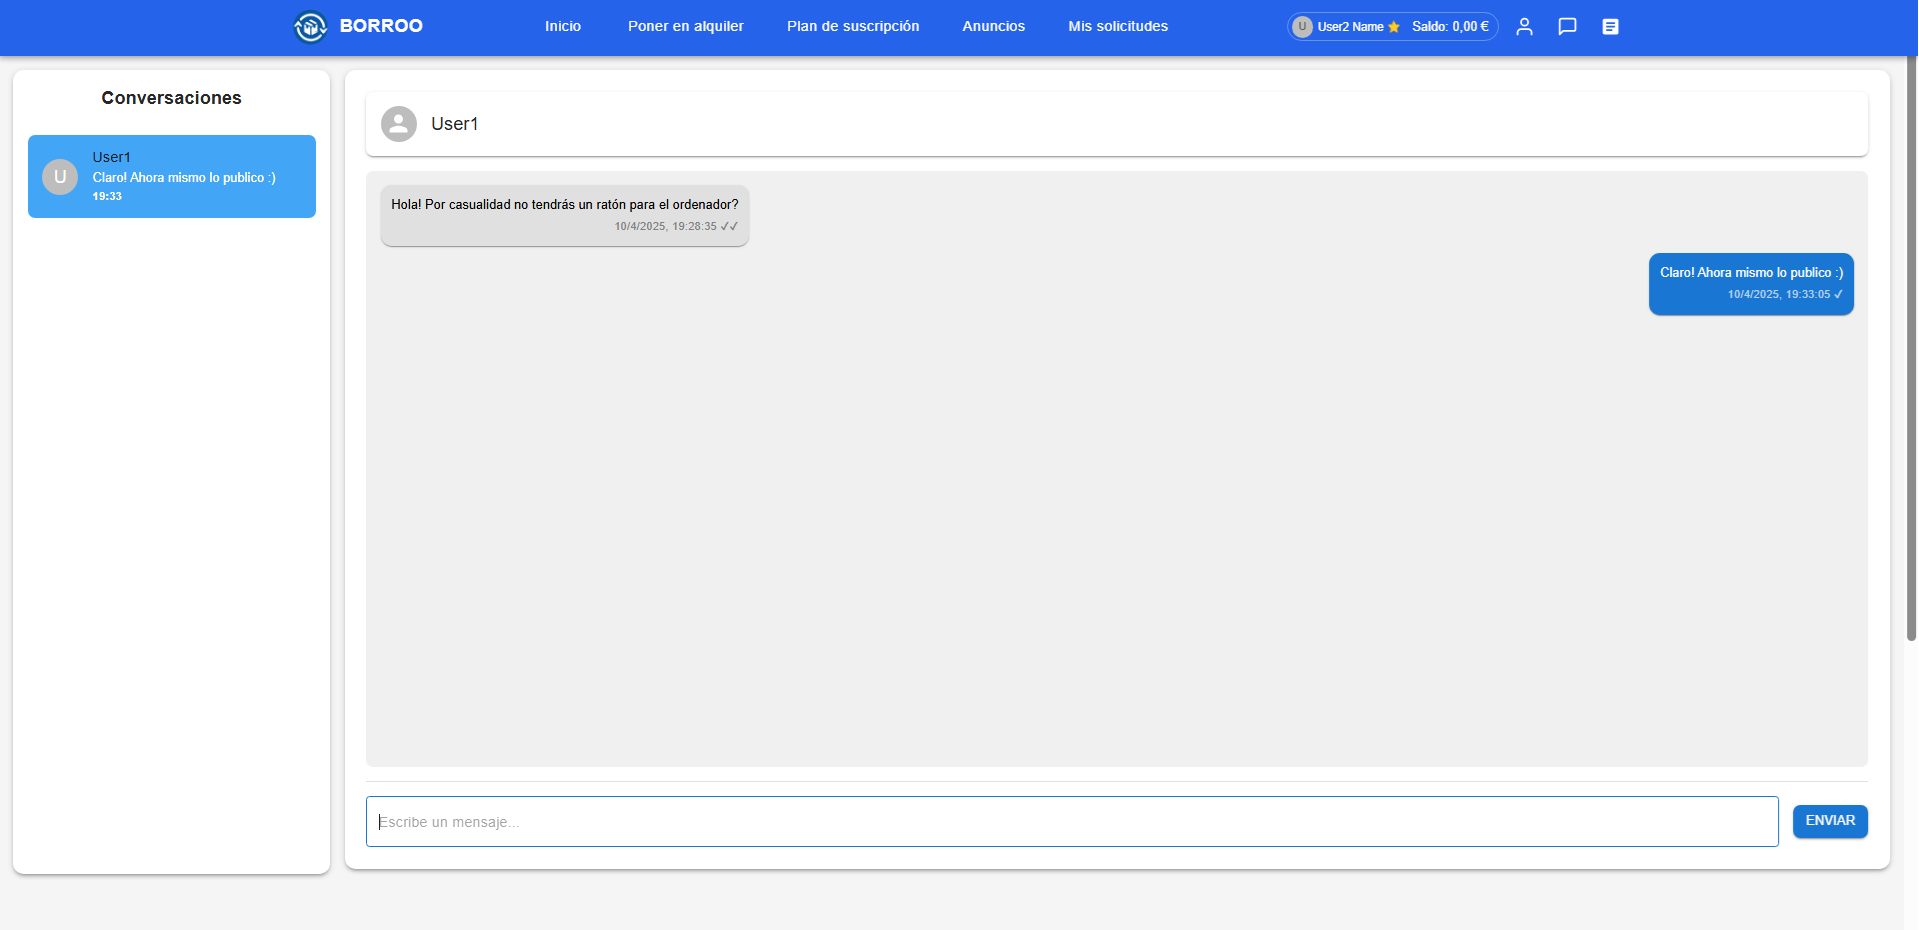 BORROO
Inicio
Poner en alquiler
Plan de suscripción
Anuncios
Mis solicitudes
U User2 Name Saldo: 0,00 €
Conversaciones
U
User1
Claro! Ahora mismo lo publico :)
19:33
User1
Hola! Por casualidad no tendrás un ratón para el ordenador?
10/4/2025, 19:28:35 ✓✓
Claro! Ahora mismo lo publico :)
10/4/2025, 19:33:05 ✓
Escribe un mensaje...
ENVIAR